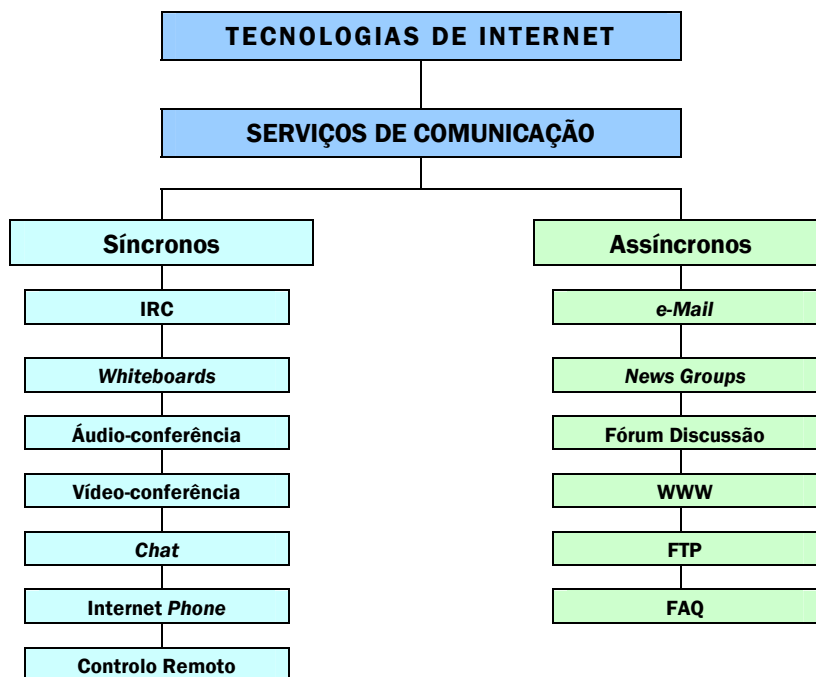 TECNOLOGIAS DE INTERNET
SERVIÇOS DE COMUNICAÇÃO
Síncronos
IRC
Whiteboards
Áudio-conferência
Vídeo-conferência
Chat
Internet Phone
Controlo Remoto
Assíncronos
e-Mail
News Groups
Fórum Discussão
WWW
FTP
FAQ